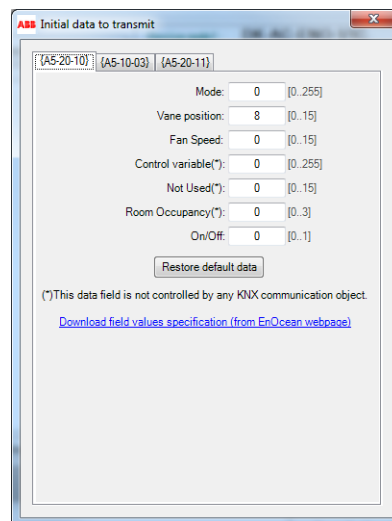 ABB Initial data to transmit
{A5-20-10} {A5-10-03} {A5-20-11}
Mode: 0 [0..255]
Vane position: 8 [0..15]
Fan Speed: 0 [0..15]
Control variable(*): 0 [0..255]
Not Used(*): 0 [0..15]
Room Occupancy(*): 0 [0..3]
On/Off: 0 [0..1]
Restore default data
(*)This data field is not controlled by any KNX communication object.
Download field values specification (from EnOcean webpage)